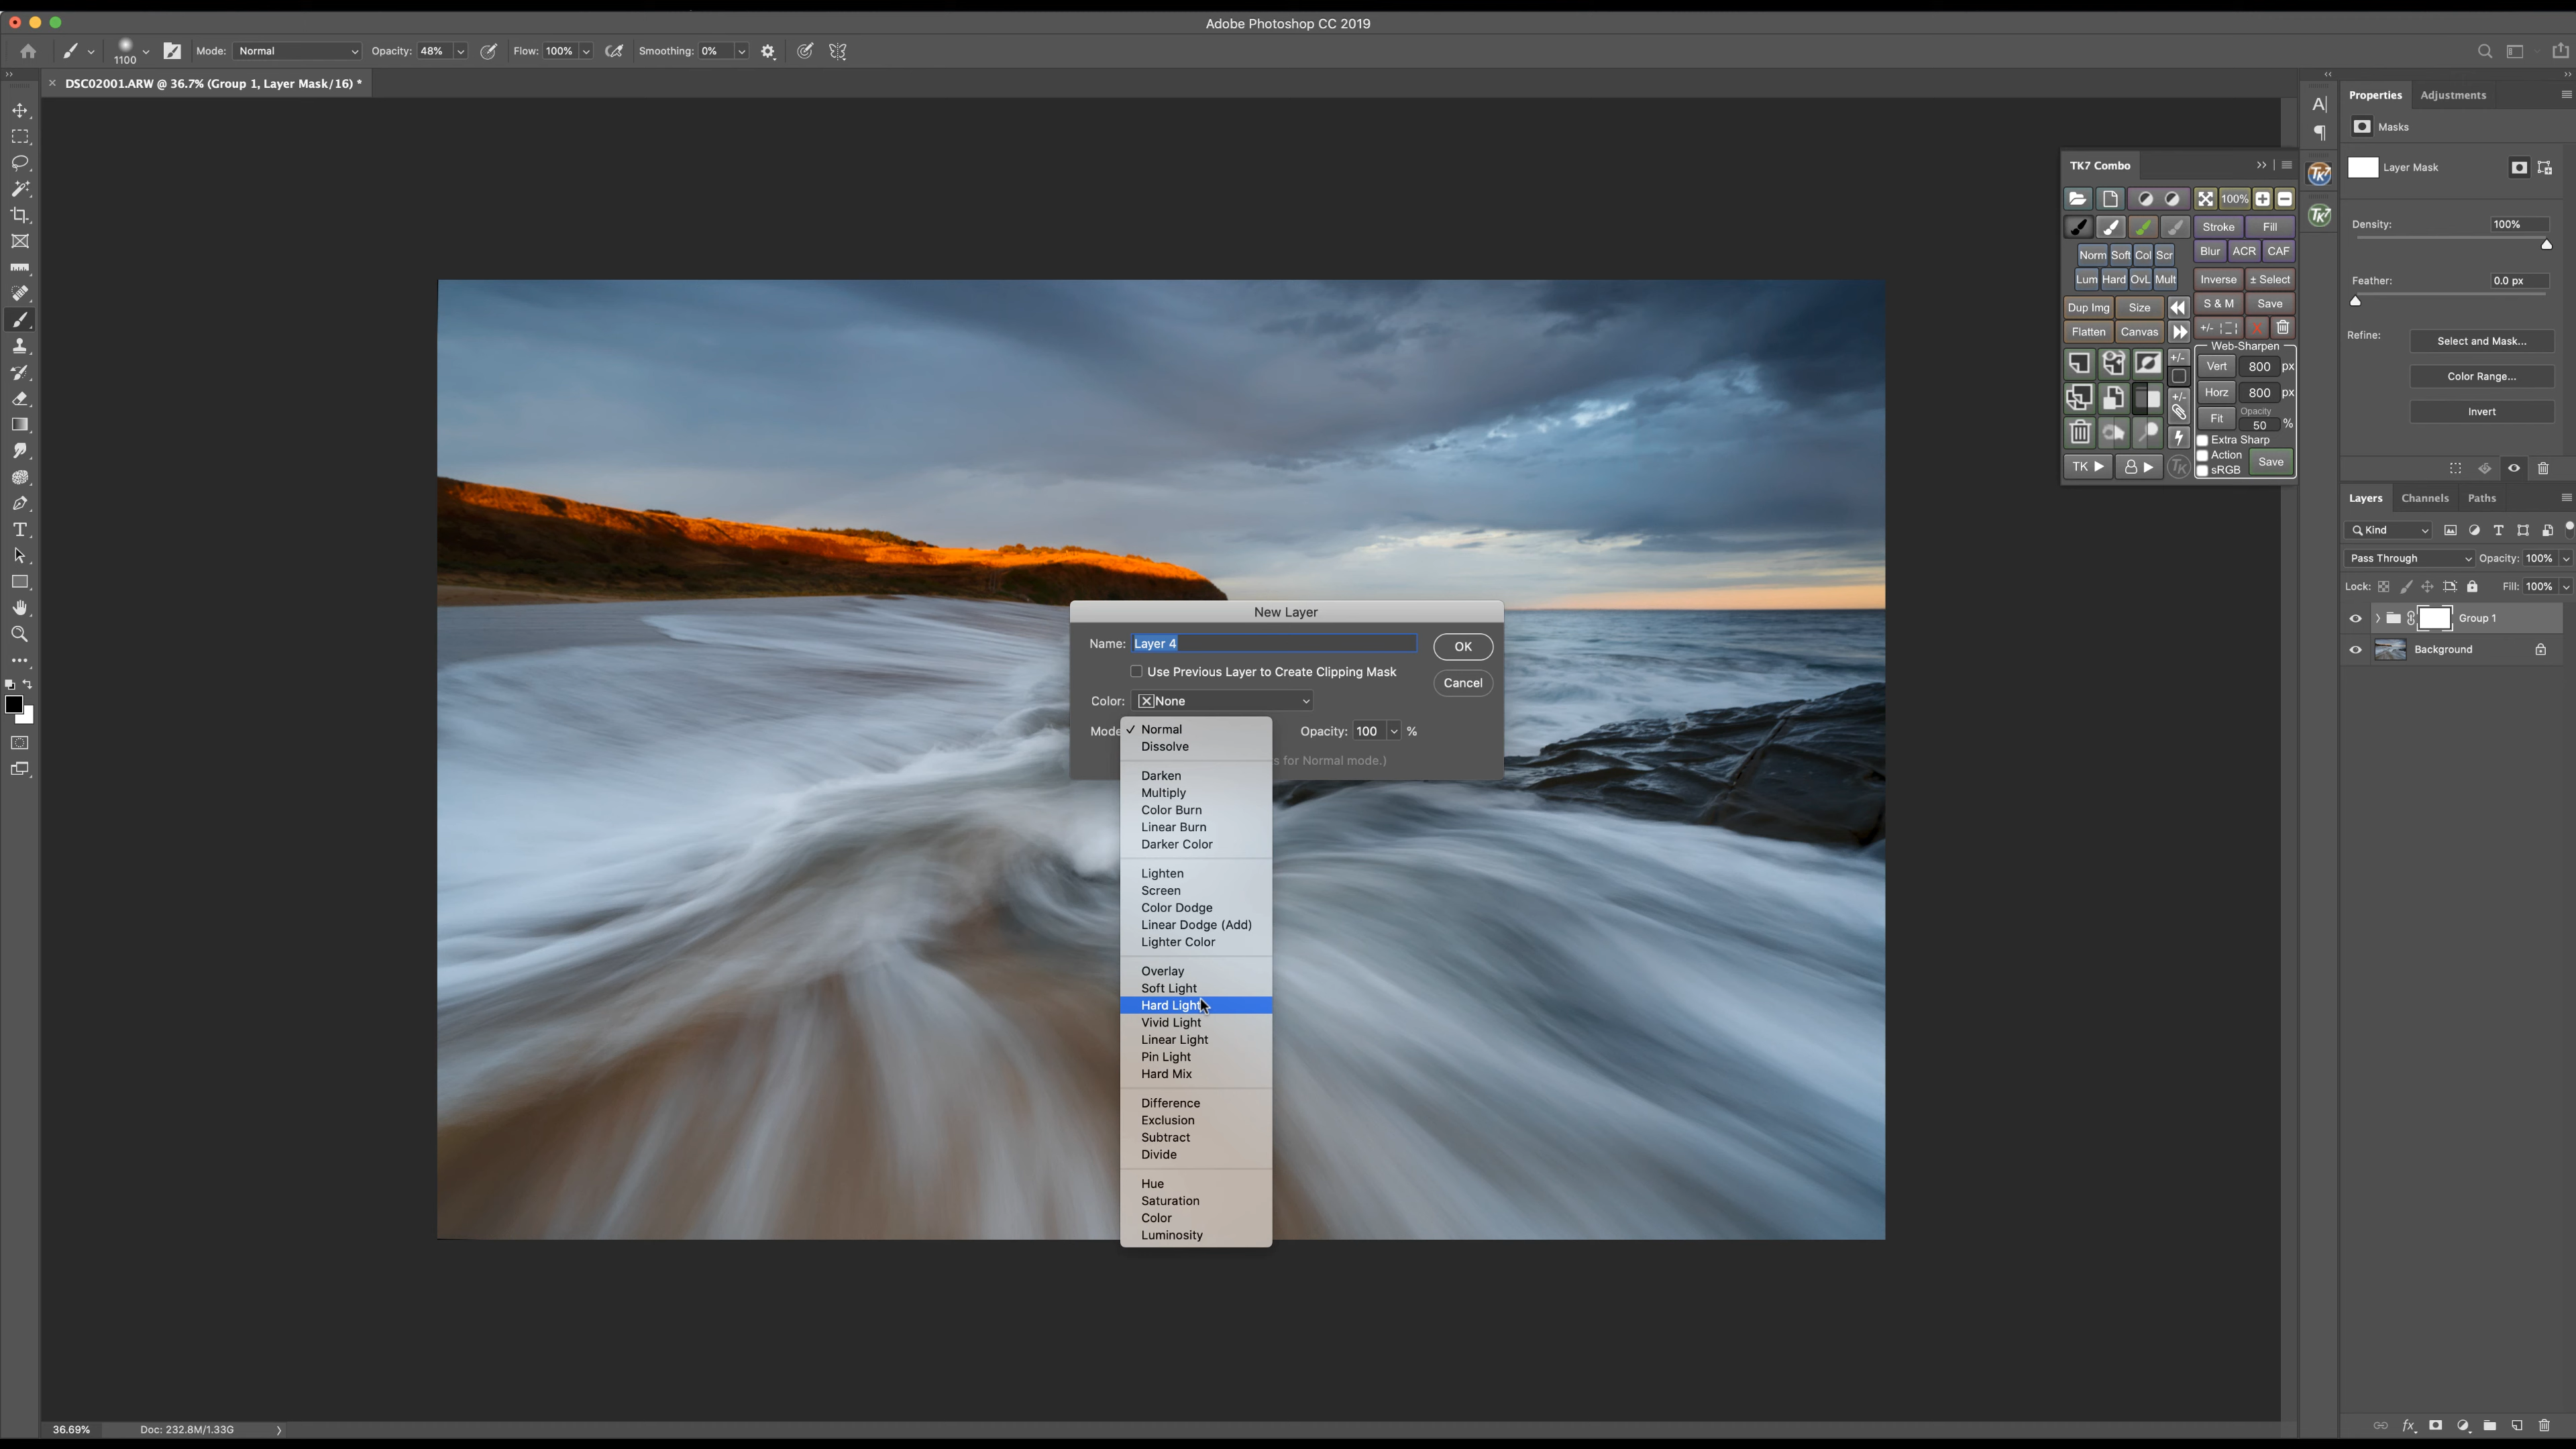 Adobe Photoshop CC 2019
1100
Mode: Normal
Opacity: 48%
Flow: 100%
Smoothing: 0%
DSC02001.ARW @ 36.7% (Group 1, Layer Mask/16) *
Properties
Adjustments
Masks
Layer Mask
Density: 100%
Feather: 0.0 px
Refine:
Select and Mask...
Color Range...
Invert
TK7 Combo
100%
Stroke
Fill
Norm
Soft
Col
Scr
Blur
ACR
CAF
Lum
Hard
OvL
Mult
Inverse
± Select
Dup Img
Size
S & M
Save
Flatten
Canvas
+/-
Web-Sharpen
+/-
Vert
800
px
+/-
Horz
800
px
Fit
Opacity
50
%
Extra Sharp
Action
sRGB
Save
TK
TK
Layers
Channels
Paths
Kind
Pass Through
Opacity: 100%
Lock:
Fill: 100%
Group 1
Background
New Layer
Name: Layer 4
OK
Use Previous Layer to Create Clipping Mask
Cancel
Color: None
Mode
Opacity: 100 %
s for Normal mode.)
Normal
Dissolve
Darken
Multiply
Color Burn
Linear Burn
Darker Color
Lighten
Screen
Color Dodge
Linear Dodge (Add)
Lighter Color
Overlay
Soft Light
Hard Light
Vivid Light
Linear Light
Pin Light
Hard Mix
Difference
Exclusion
Subtract
Divide
Hue
Saturation
Color
Luminosity
36.69%
Doc: 232.8M/1.33G